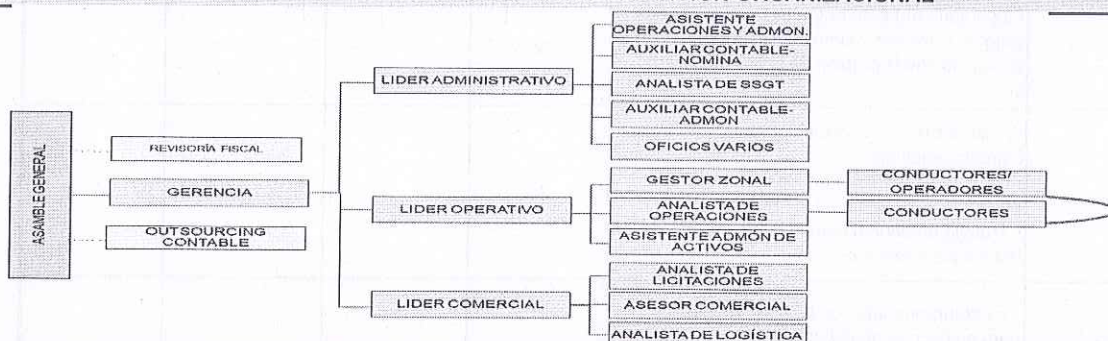 ORGANIZACIONAL
ASAMBLE GENERAL
REVISORÍA FISCAL
GERENCIA
OUTSOURCING
CONTABLE
LIDER ADMINISTRATIVO
LIDER OPERATIVO
LIDER COMERCIAL
ASISTENTE
OPERACIONES Y ADMON.
AUXILIAR CONTABLE-
NOMINA
ANALISTA DE SSGT
AUXILIAR CONTABLE-
ADMON
OFICIOS VARIOS
GESTOR ZONAL
ANALISTA DE
OPERACIONES
ASISTENTE ADMÓN DE
ACTIVOS
ANALISTA DE
LICITACIONES
ASESOR COMERCIAL
ANALISTA DE LOGÍSTICA
CONDUCTORES/
OPERADORES
CONDUCTORES